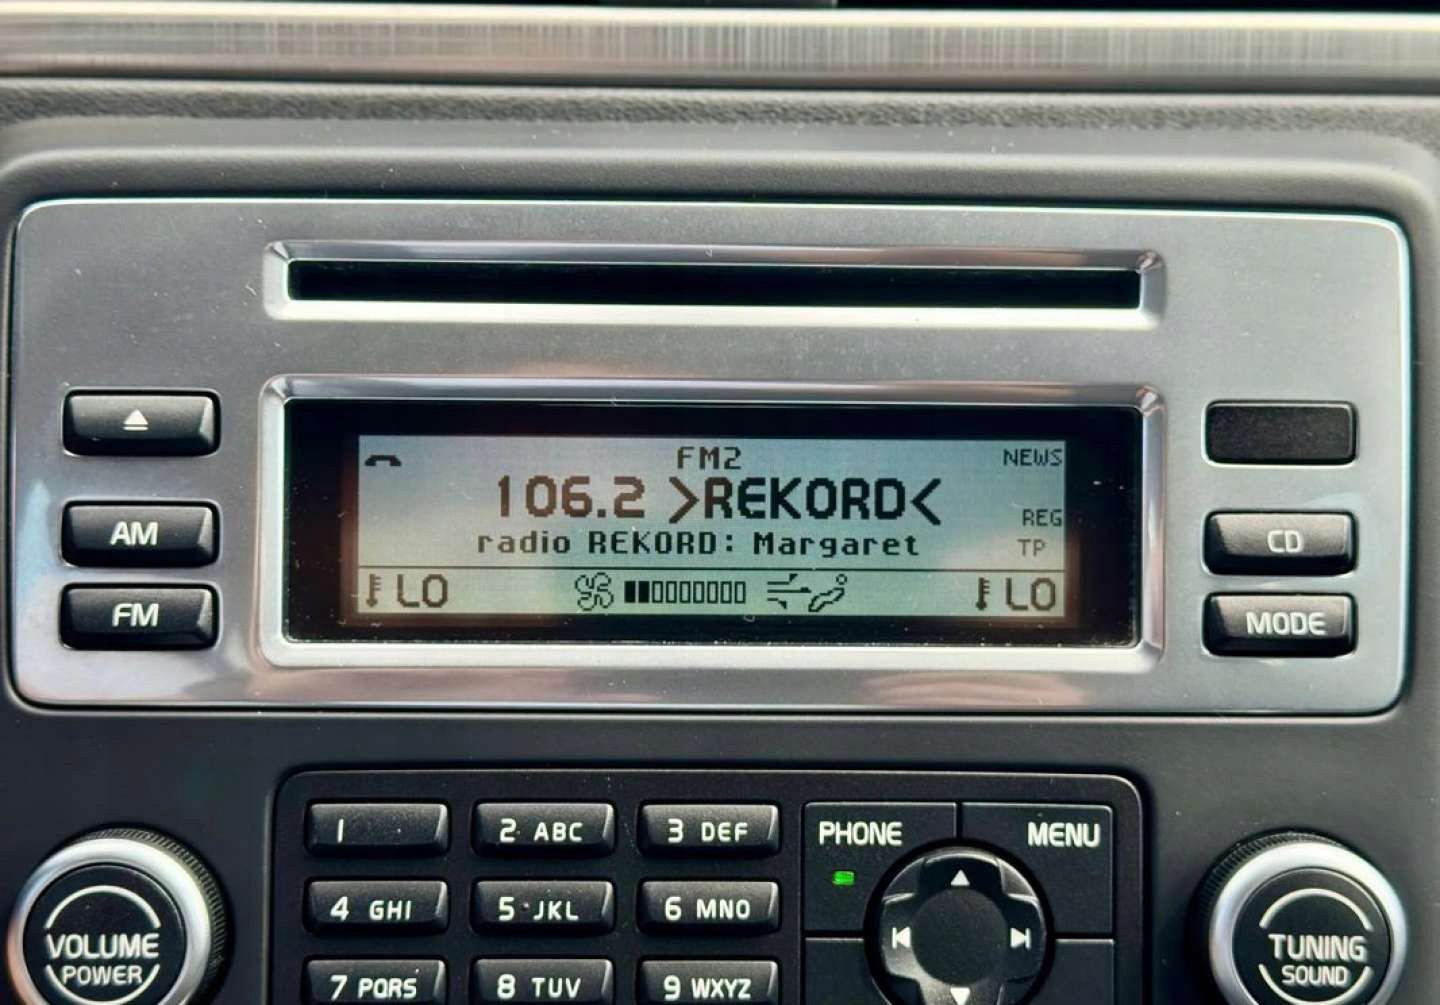 FM2
NEWS
106.2 >REKORD<
REG
radio REKORD: Margaret
TP
LO
LO
AM
FM
CD
MODE
1
2 ABC
3 DEF
4 GHI
5 JKL
6 MNO
7 PQRS
8 TUV
9 WXYZ
PHONE
MENU
VOLUME
POWER
TUNING
SOUND